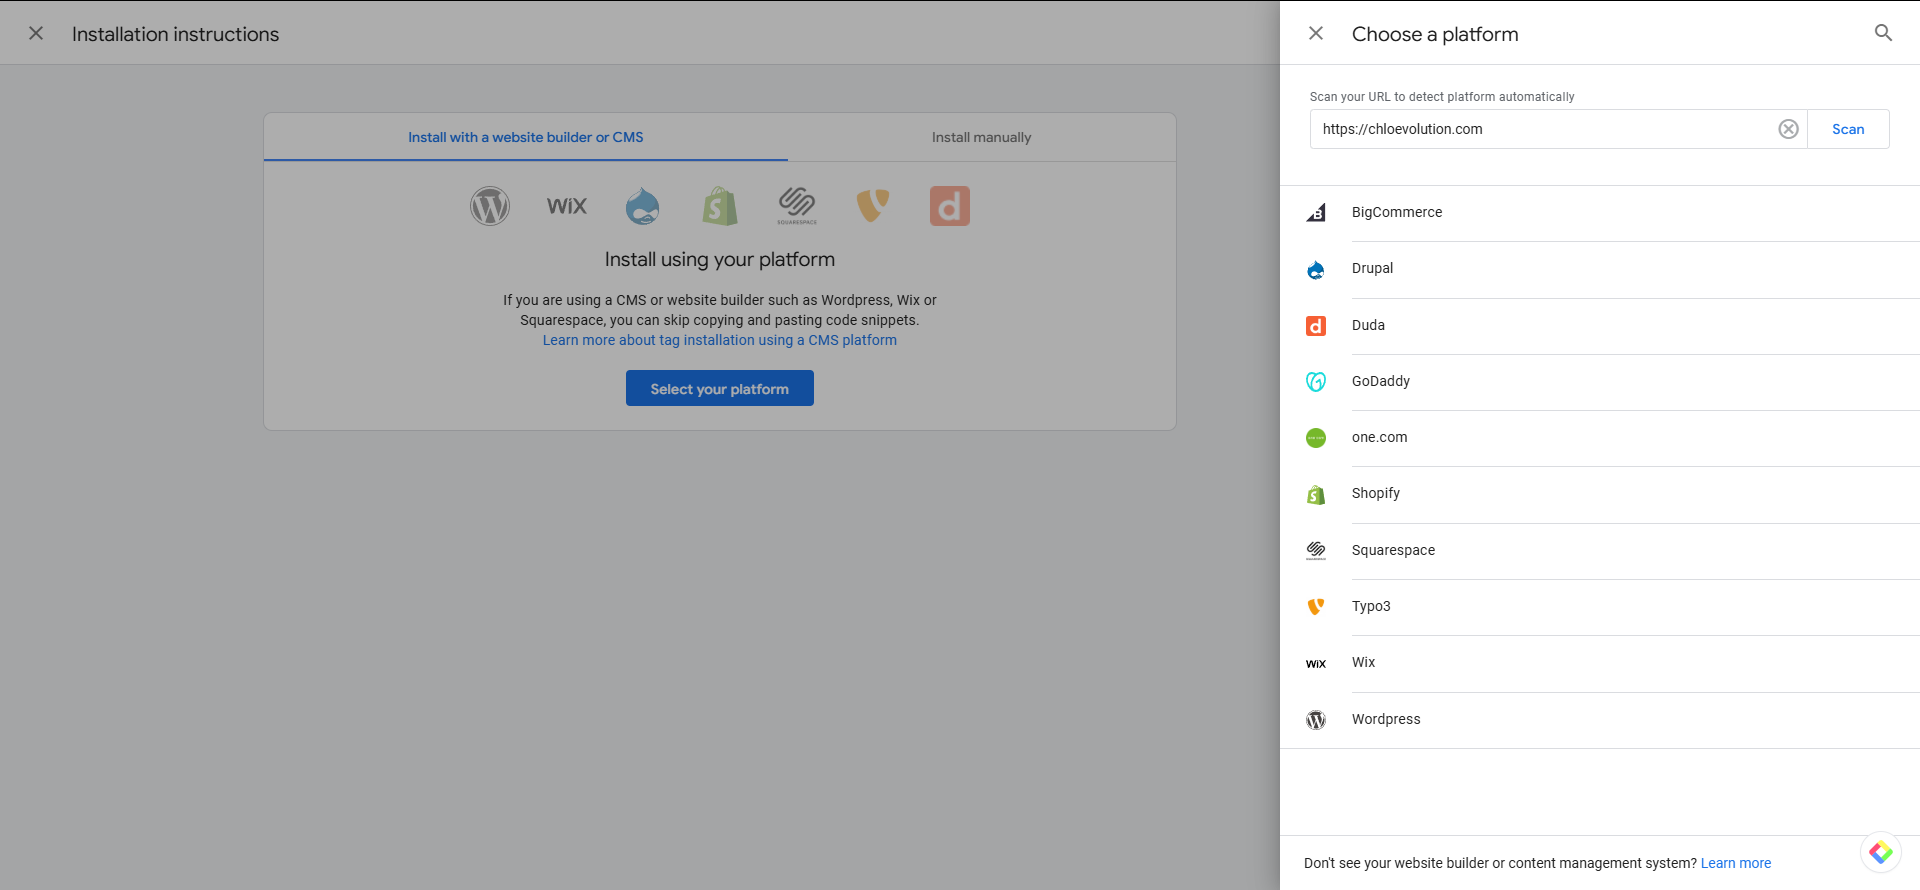 Installation instructions
Install with a website builder or CMS
Install manually
WiX
SQUARESPACE
d
Install using your platform
If you are using a CMS or website builder such as Wordpress, Wix or
Squarespace, you can skip copying and pasting code snippets.
Learn more about tag installation using a CMS platform
Select your platform
Choose a platform
Scan your URL to detect platform automatically
https://chloevolution.com
Scan
BigCommerce
Drupal
Duda
GoDaddy
one.com
Shopify
Squarespace
Typo3
WiX
Wix
Wordpress
Don't see your website builder or content management system? Learn more